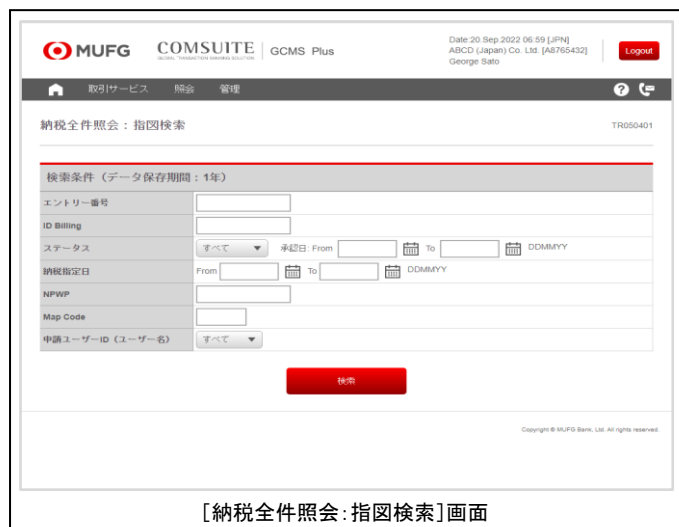 MUFG COMSUITE GCMS Plus
GLOBAL TRANSACTION BANKING SOLUTION
Date:20.Sep.2022 06:59 [JPN]
ABCD (Japan) Co. Ltd. [A8765432]
George Sato
Logout
取引サービス 照会 管理
納税全件照会：指図検索
TR050401
検索条件（データ保存期間：1年）
エントリー番号
ID Billing
ステータス すべて 承認日: From To DDMMYY
納税指定日 From To DDMMYY
NPWP
Map Code
申請ユーザーID（ユーザー名） すべて
検索
Copyright © MUFG Bank, Ltd. All rights reserved.
[納税全件照会：指図検索]画面